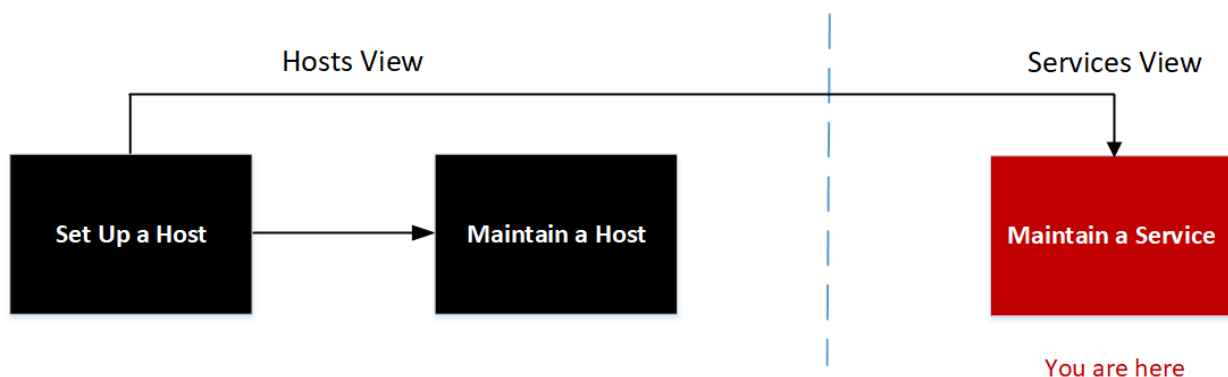 Hosts View
Services View
Set Up a Host
Maintain a Host
Maintain a Service
You are here